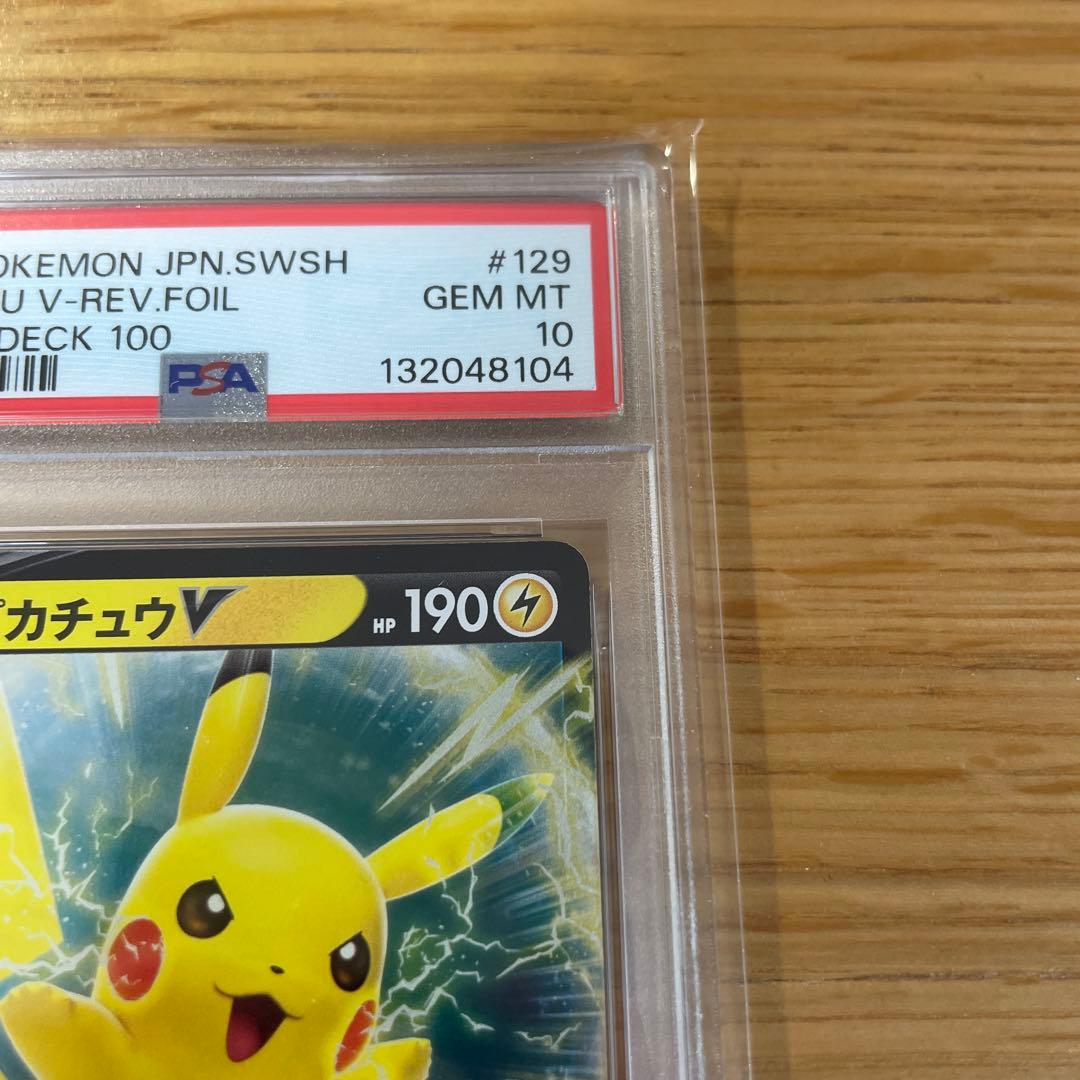 OKEMON JPN.SWSH #129
U V-REV.FOIL GEM MT
DECK 100 10
PSA 132048104
ピカチュウV HP 190